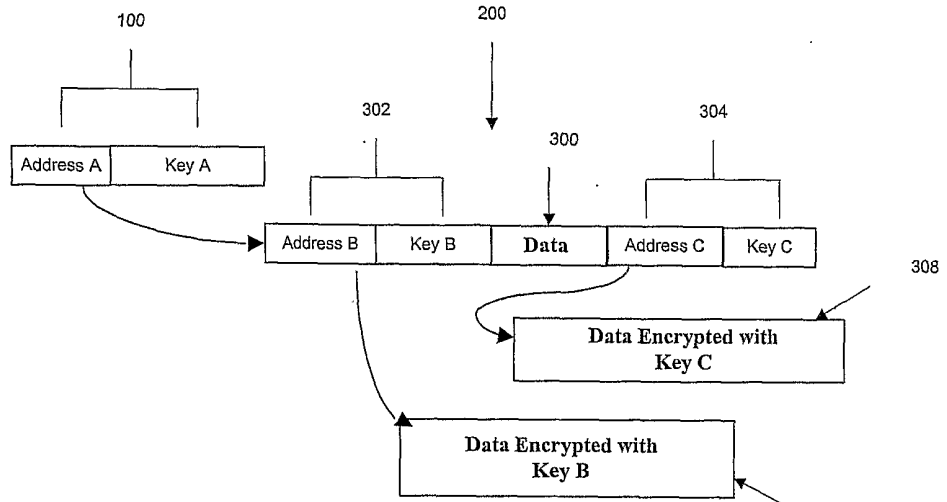 100
200
302
304
300
Address A Key A
Address B Key B Data Address C Key C
308
Data Encrypted with
Key C
Data Encrypted with
Key B